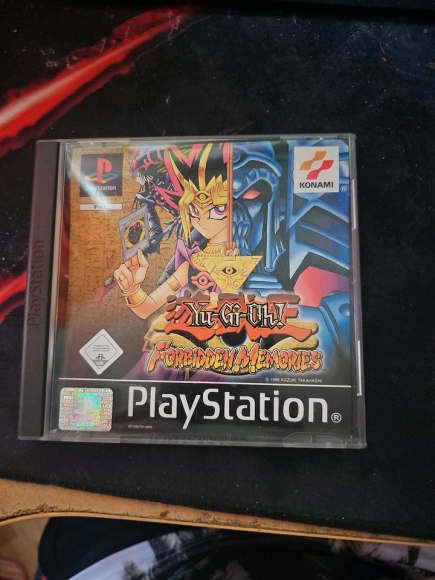 PlayStation
PlayStation
KONAMI
®
Yu-Gi-Oh!
FORBIDDEN MEMORIES
© 1996 KAZUKI TAKAHASHI
PlayStation®